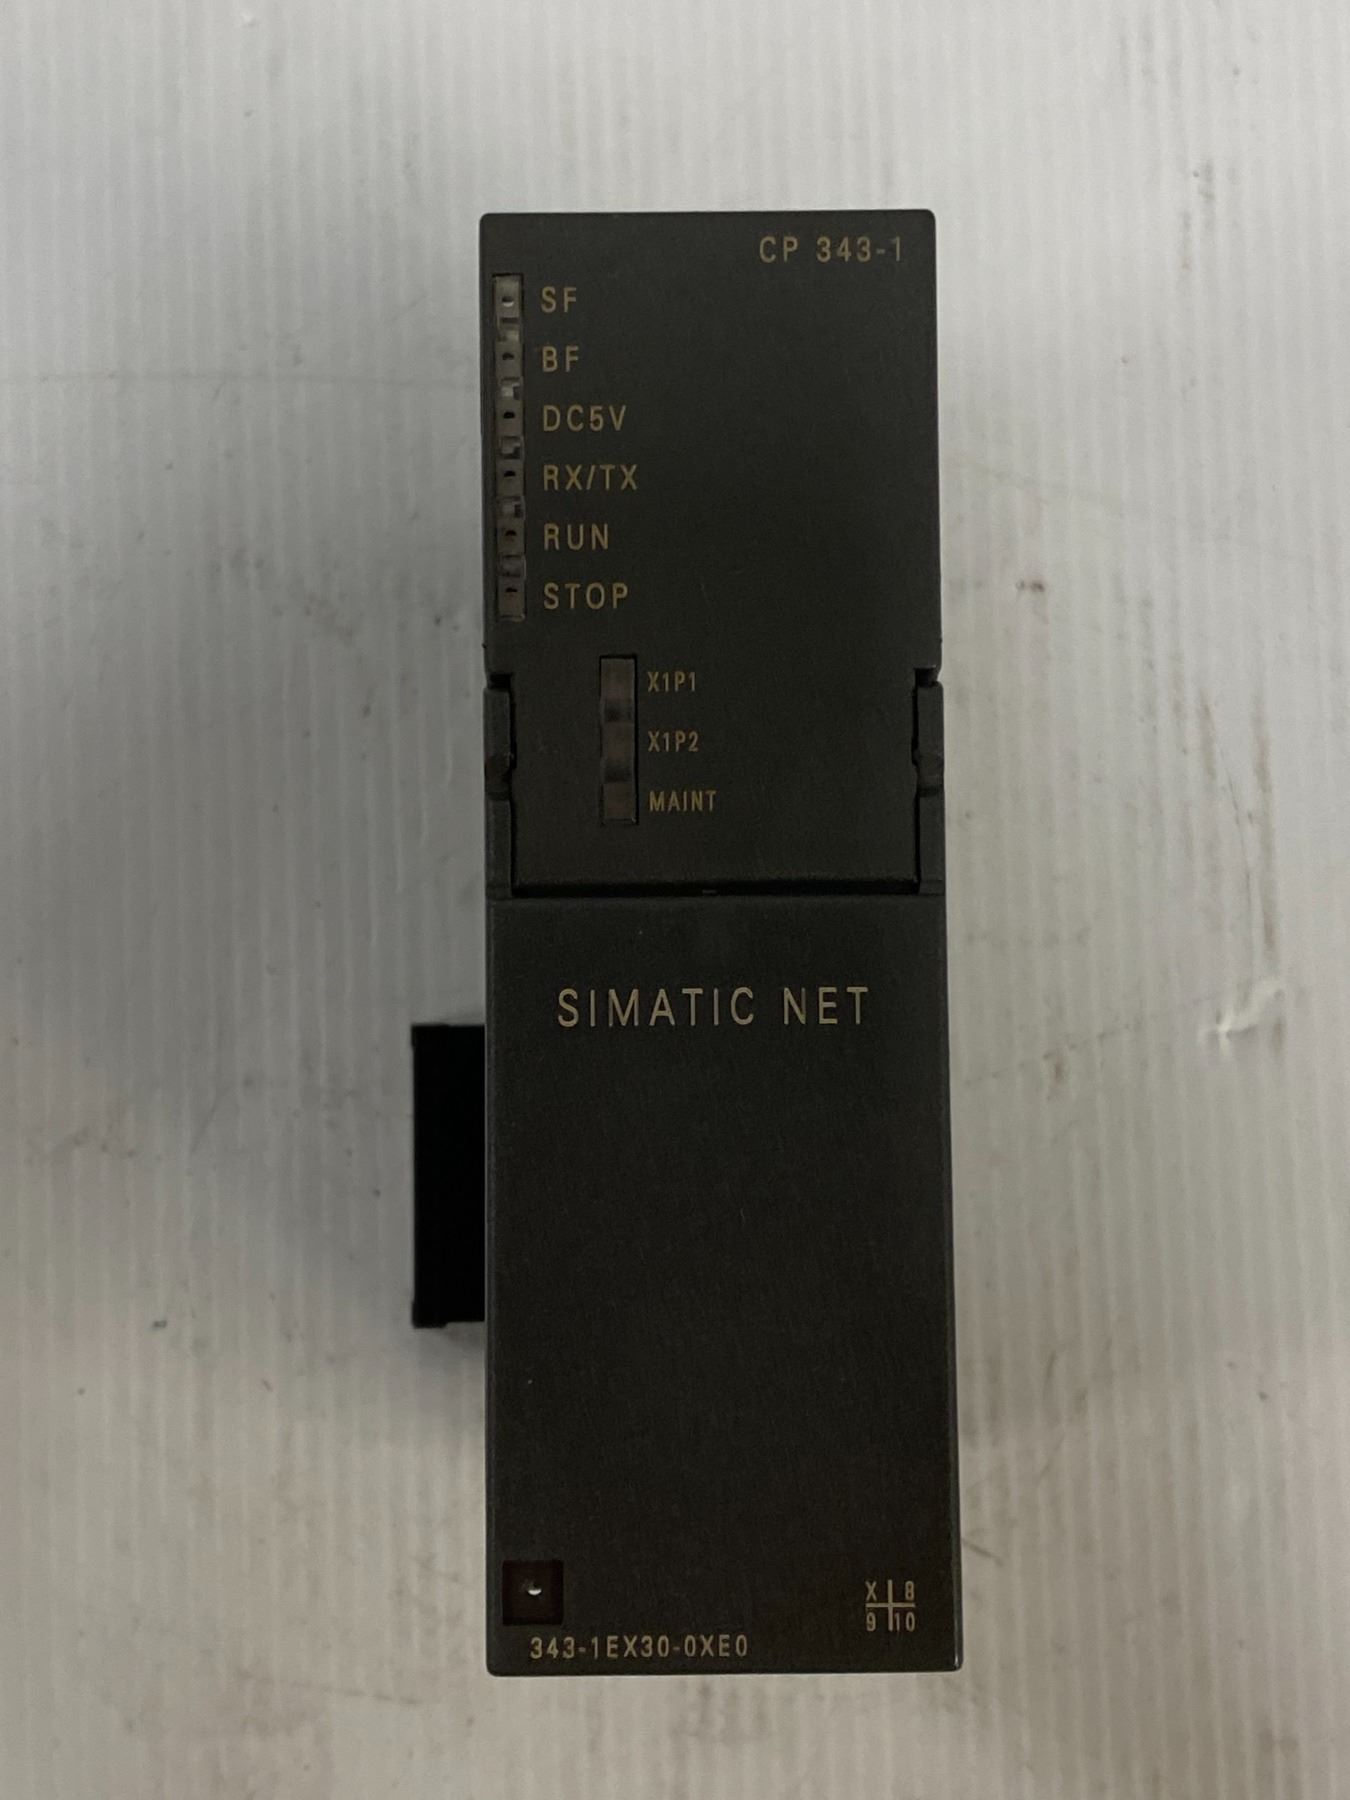 CP 343-1
SF
BF
DC5V
RX/TX
RUN
STOP
X1P1
X1P2
MAINT
SIMATIC NET
X 8
9 10
343-1EX30-0XE0